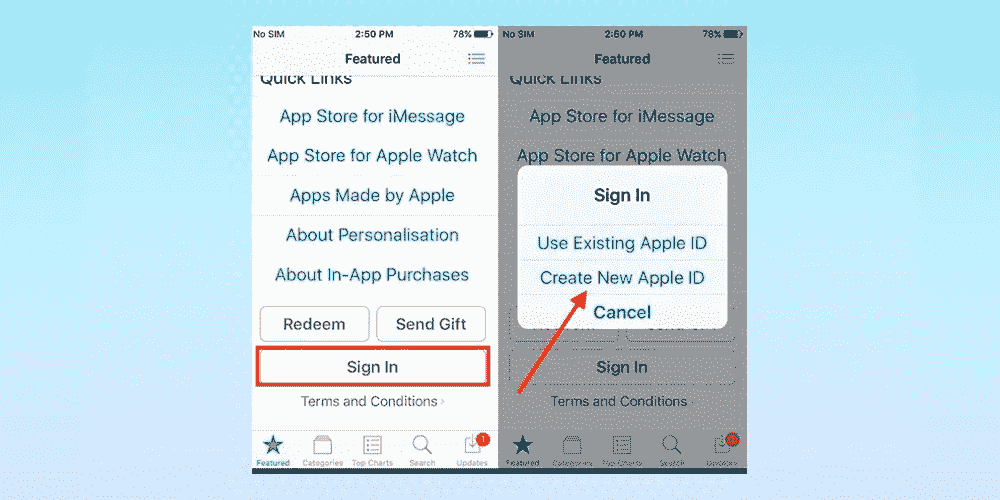 No SIM 2:50 PM 78%
Featured
Quick Links
App Store for iMessage
App Store for Apple Watch
Apps Made by Apple
About Personalisation
About In-App Purchases
Redeem Send Gift
Sign In
Terms and Conditions ›
Featured Categories Top Charts Search Updates
1
No SIM 2:50 PM 78%
Featured
Quick Links
App Store for iMessage
App Store for Apple Watch
Sign In
Use Existing Apple ID
Create New Apple ID
Cancel
Sign In
Terms and Conditions
Featured Categories Top Charts Search Updates